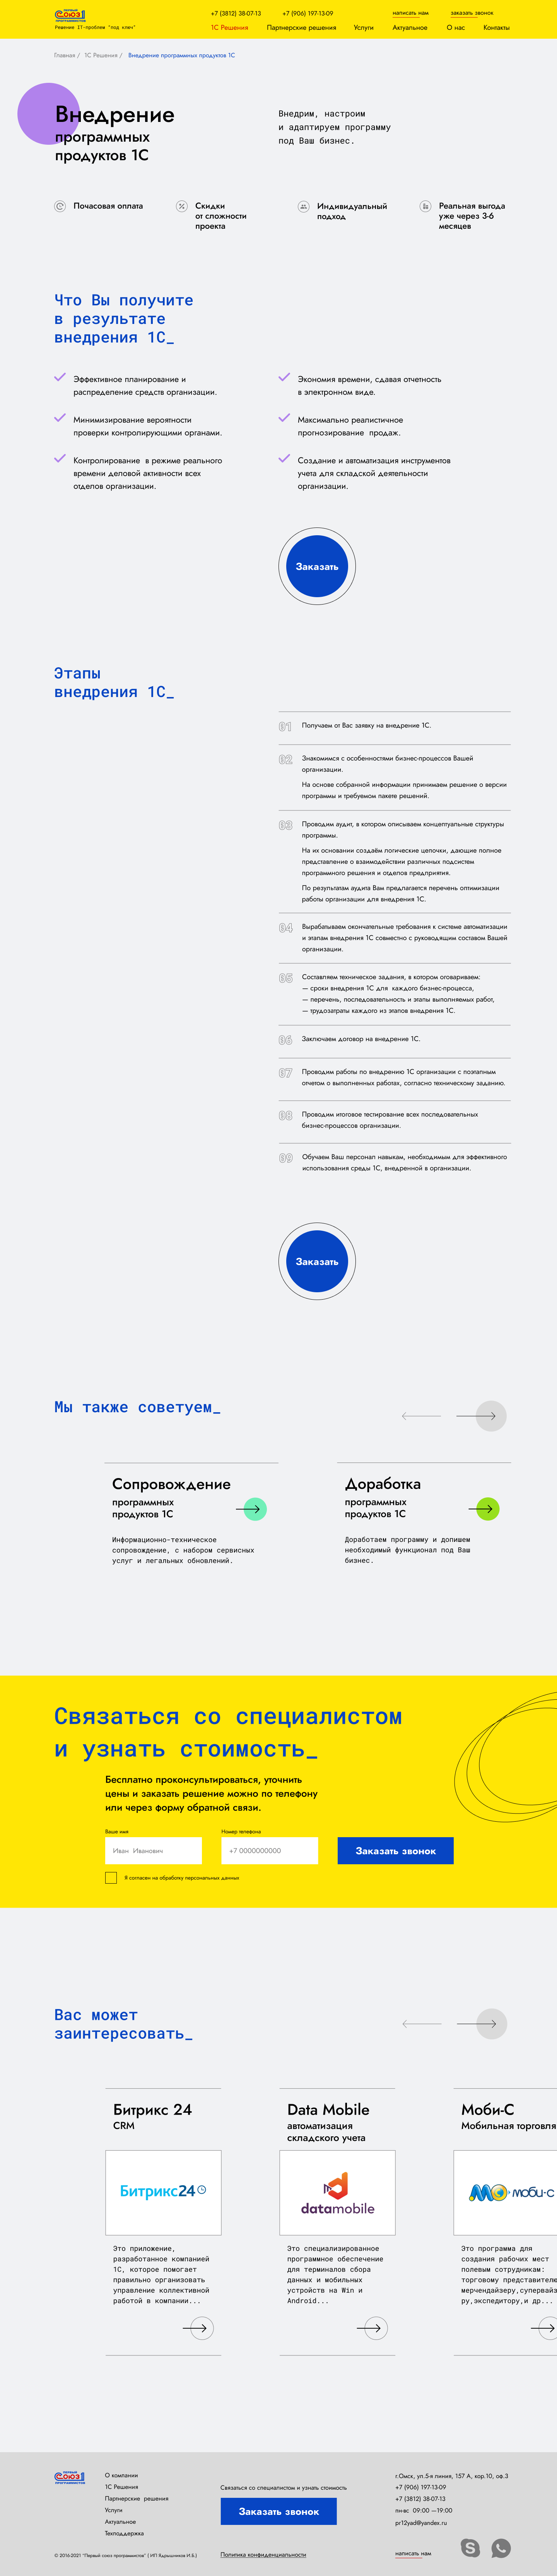 ПЕРВЫЙ
СОЮЗ1
ПРОГРАММИСТОВ
Решение IT-проблем "под ключ"
+7 (3812) 38-07-13
+7 (906) 197-13-09
написать нам
заказать звонок
1С Решения
Партнерские решения
Услуги
Актуальное
О нас
Контакты
Главная / 1С Решения / Внедрение программных продуктов 1С
Внедрение
программных
продуктов 1С
Внедрим, настроим
и адаптируем программу
под Ваш бизнес.
Почасовая оплата
Скидки
от сложности
проекта
Индивидуальный
подход
Реальная выгода
уже через 3-6
месяцев
Что Вы получите
в результате
внедрения 1С_
Эффективное планирование и
распределение средств организации.
Экономия времени, сдавая отчетность
в электронном виде.
Минимизирование вероятности
проверки контролирующими органами.
Максимально реалистичное
прогнозирование продаж.
Контролирование в режиме реального
времени деловой активности всех
отделов организации.
Создание и автоматизация инструментов
учета для складской деятельности
организации.
Заказать
Этапы
внедрения 1С_
01
Получаем от Вас заявку на внедрение 1С.
02
Знакомимся с особенностями бизнес-процессов Вашей
организации.
На основе собранной информации принимаем решение о версии
программы и требуемом пакете решений.
03
Проводим аудит, в котором описываем концептуальные структуры
программы.
На их основании создаём логические цепочки, дающие полное
представление о взаимодействии различных подсистем
программного решения и отделов предприятия.
По результатам аудита Вам предлагается перечень оптимизации
работы организации для внедрения 1С.
04
Вырабатываем окончательные требования к системе автоматизации
и этапам внедрения 1С совместно с руководящим составом Вашей
организации.
05
Составляем техническое задания, в котором оговариваем:
— сроки внедрения 1С для каждого бизнес-процесса,
— перечень, последовательность и этапы выполняемых работ,
— трудозатраты каждого из этапов внедрения 1С.
06
Заключаем договор на внедрение 1С.
07
Проводим работы по внедрению 1С организации с поэтапным
отчетом о выполненных работах, согласно техническому заданию.
08
Проводим итоговое тестирование всех последовательных
бизнес-процессов организации.
09
Обучаем Ваш персонал навыкам, необходимым для эффективного
использования среды 1С, внедренной в организации.
Заказать
Мы также советуем_
Сопровождение
программных
продуктов 1С
Информационно-техническое
сопровождение, с набором сервисных
услуг и легальных обновлений.
Доработка
программных
продуктов 1С
Доработаем программу и допишем
необходимый функционал под Ваш
бизнес.
Связаться со специалистом
и узнать стоимость_
Бесплатно проконсультироваться, уточнить
цены и заказать решение можно по телефону
или через форму обратной связи.
Ваше имя
Номер телефона
Иван Иванович
+7 0000000000
Заказать звонок
Я согласен на обработку персональных данных
Вас может
заинтересовать_
Битрикс 24
CRM
Битрикс24
Это приложение,
разработанное компанией
1С, которое помогает
правильно организовать
управление коллективной
работой в компании...
Data Mobile
автоматизация
складского учета
datamobile
Это специализированное
программное обеспечение
для терминалов сбора
данных и мобильных
устройств на Win и
Android...
Моби-С
Мобильная торговля
моби-с
Это программа для
создания рабочих мест
полевым сотрудникам:
торговому представителю
мерчендайзеру,супервайз
ру,экспедитору,и др...
ПЕРВЫЙ
СОЮЗ1
ПРОГРАММИСТОВ
О компании
1С Решения
Партнерские решения
Услуги
Актуальное
Техподдержка
Связаться со специалистом и узнать стоимость
Заказать звонок
г.Омск, ул.5-я линия, 157 А, кор.10, оф.3
+7 (906) 197-13-09
+7 (3812) 38-07-13
пн-вс 09:00 —19:00
pr12yad@yandex.ru
написать нам
© 2016-2021 "Первый союз программистов" | ИП Ядрышников И.Б.|
Политика конфиденциальности